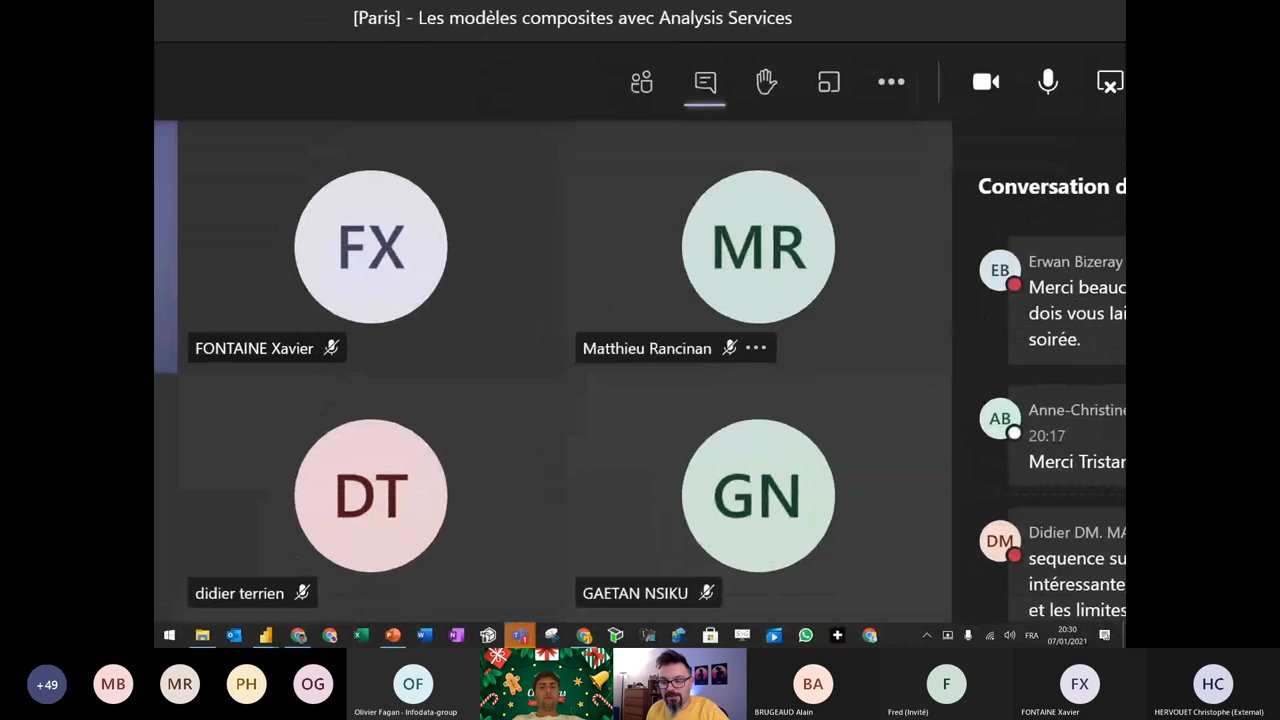 [Paris] - Les modèles composites avec Analysis Services
Conversation d
FX
FONTAINE Xavier
MR
Matthieu Rancinan
DT
didier terrien
GN
GAETAN NSIKU
EB
Erwan Bizeray
Merci beauc
dois vous lai
soirée.
AB
Anne-Christine
20:17
Merci Tristar
DM
Didier DM. MA
sequence su
intéressante,
et les limites
FRA
20:30
07/01/2021
+49
MB
MR
PH
OG
OF
Olivier Fagan - Infodata-group
BA
BRUGEAUD Alain
F
Fred (Invité)
FX
FONTAINE Xavier
HC
HERVOUET Christophe (External)